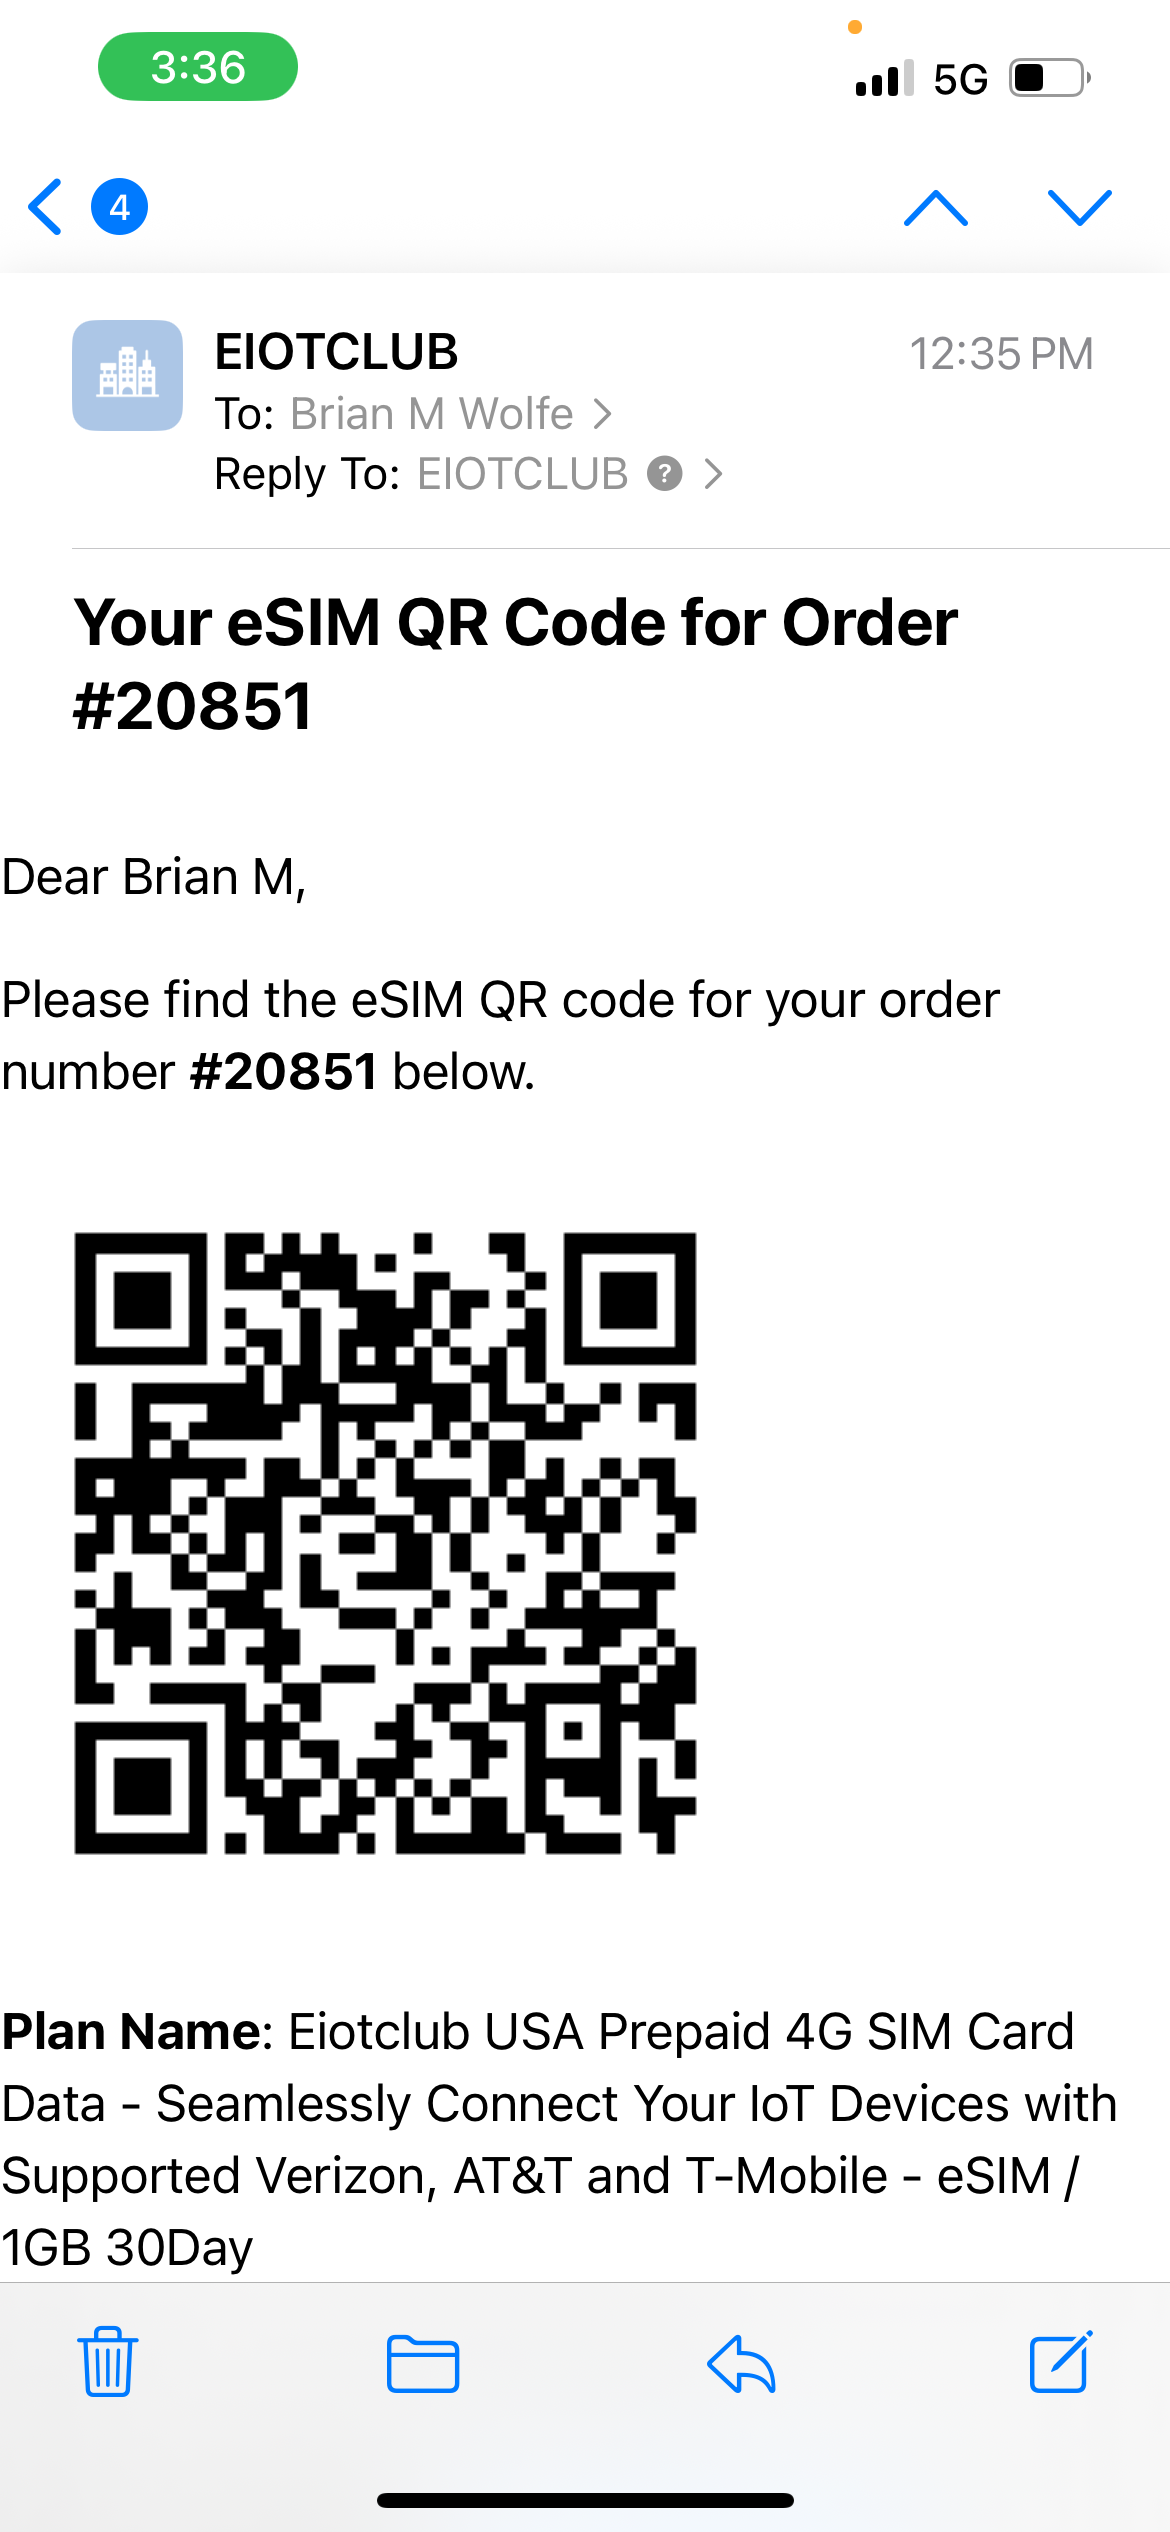 3:36
5G
4
EIOTCLUB
12:35 PM
To: Brian M Wolfe
Reply To: EIOTCLUB ?
Your eSIM QR Code for Order
#20851
Dear Brian M,
Please find the eSIM QR code for your order
number #20851 below.
Plan Name: Eiotclub USA Prepaid 4G SIM Card
Data - Seamlessly Connect Your IoT Devices with
Supported Verizon, AT&T and T-Mobile - eSIM /
1GB 30Day